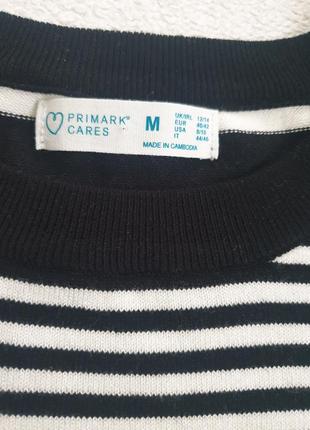 PRIMARK®
CARES
M
UK/IRL 12/14
EUR 40/42
USA 8/10
IT 44/46
MADE IN CAMBODIA